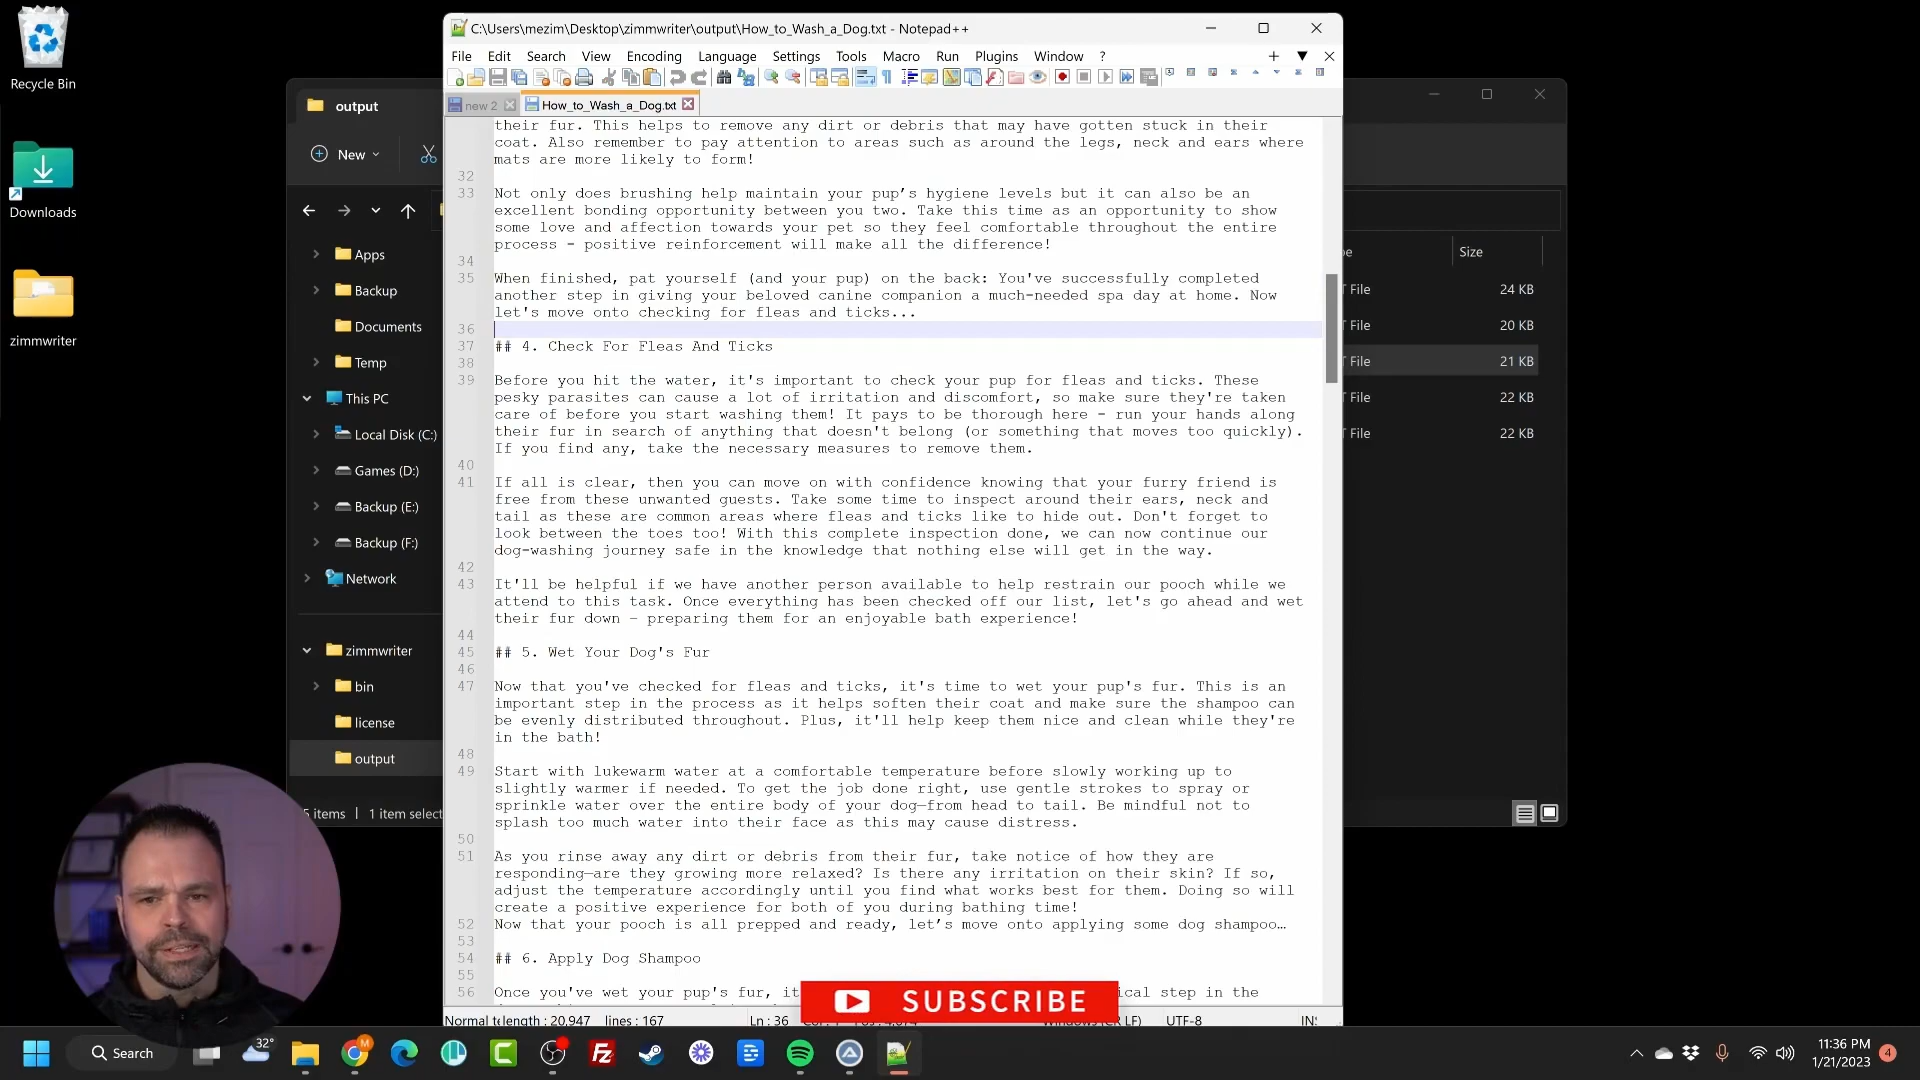 Recycle Bin
Downloads
zimmwriter
output
New
Apps
Backup
Documents
Temp
This PC
Local Disk (C:)
Games (D:)
Backup (E:)
Backup (F:)
Network
zimmwriter
bin
license
output
5 items | 1 item select
C:\Users\mezim\Desktop\zimmwriter\output\How_to_Wash_a_Dog.txt - Notepad++
File Edit Search View Encoding Language Settings Tools Macro Run Plugins Window ?
new 2 How_to_Wash_a_Dog.txt
their fur. This helps to remove any dirt or debris that may have gotten stuck in their
coat. Also remember to pay attention to areas such as around the legs, neck and ears where
mats are more likely to form!
32
33 Not only does brushing help maintain your pup’s hygiene levels but it can also be an
excellent bonding opportunity between you two. Take this time as an opportunity to show
some love and affection towards your pet so they feel comfortable throughout the entire
process - positive reinforcement will make all the difference!
34
35 When finished, pat yourself (and your pup) on the back: You've successfully completed
another step in giving your beloved canine companion a much-needed spa day at home. Now
let's move onto checking for fleas and ticks...
36
37 ## 4. Check For Fleas And Ticks
38
39 Before you hit the water, it's important to check your pup for fleas and ticks. These
pesky parasites can cause a lot of irritation and discomfort, so make sure they're taken
care of before you start washing them! It pays to be thorough here - run your hands along
their fur in search of anything that doesn't belong (or something that moves too quickly).
If you find any, take the necessary measures to remove them.
40
41 If all is clear, then you can move on with confidence knowing that your furry friend is
free from these unwanted guests. Take some time to inspect around their ears, neck and
tail as these are common areas where fleas and ticks like to hide out. Don't forget to
look between the toes too! With this complete inspection done, we can now continue our
dog-washing journey safe in the knowledge that nothing else will get in the way.
42
43 It'll be helpful if we have another person available to help restrain our pooch while we
attend to this task. Once everything has been checked off our list, let's go ahead and wet
their fur down – preparing them for an enjoyable bath experience!
44
45 ## 5. Wet Your Dog's Fur
46
47 Now that you've checked for fleas and ticks, it's time to wet your pup's fur. This is an
important step in the process as it helps soften their coat and make sure the shampoo can
be evenly distributed throughout. Plus, it'll help keep them nice and clean while they're
in the bath!
48
49 Start with lukewarm water at a comfortable temperature before slowly working up to
slightly warmer if needed. To get the job done right, use gentle strokes to spray or
sprinkle water over the entire body of your dog—from head to tail. Be mindful not to
splash too much water into their face as this may cause distress.
50
51 As you rinse away any dirt or debris from their fur, take notice of how they are
responding—are they growing more relaxed? Is there any irritation on their skin? If so,
adjust the temperature accordingly until you find what works best for them. Doing so will
create a positive experience for both of you during bathing time!
52 Now that your pooch is all prepped and ready, let’s move onto applying some dog shampoo…
53
54 ## 6. Apply Dog Shampoo
55
56 Once you've wet your pup's fur, it ical step in the
SUBSCRIBE
length : 20,947 lines : 167 Ln : 36 UTF-8
Size
File 24 KB
File 20 KB
File 21 KB
File 22 KB
File 22 KB
Search
32°
11:36 PM
1/21/2023
4